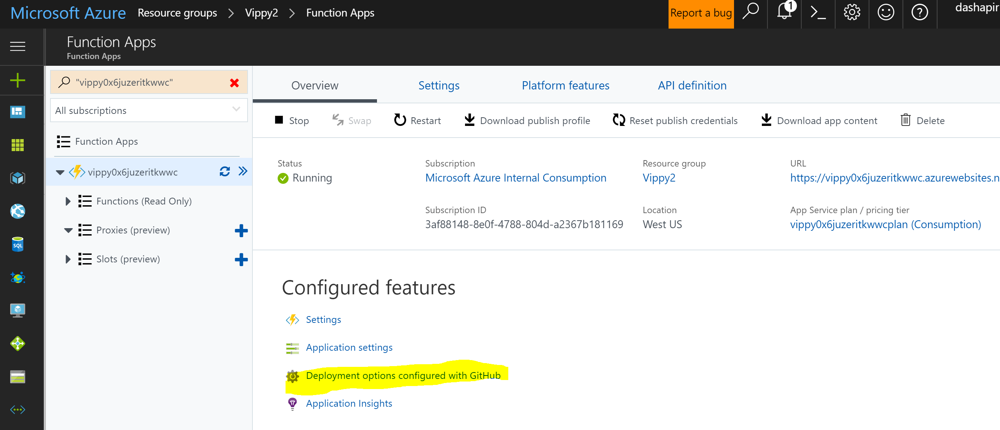 Microsoft Azure Resource groups > Vippy2 > Function Apps
Report a bug
1
dashapir
Function Apps
Function Apps
"vippy0x6juzeritkwwc"
All subscriptions
Function Apps
vippy0x6juzeritkwwc
Functions (Read Only)
Proxies (preview)
Slots (preview)
SQL
Overview Settings Platform features API definition
Stop Swap Restart Download publish profile Reset publish credentials Download app content Delete
Status Subscription Resource group URL
Running Microsoft Azure Internal Consumption Vippy2 https://vippy0x6juzeritkwwc.azurewebsites.n
Subscription ID Location App Service plan / pricing tier
3af88148-8e0f-4788-804d-a2367b181169 West US vippy0x6juzeritkwwcplan (Consumption)
Configured features
Settings
Application settings
Deployment options configured with GitHub
Application Insights